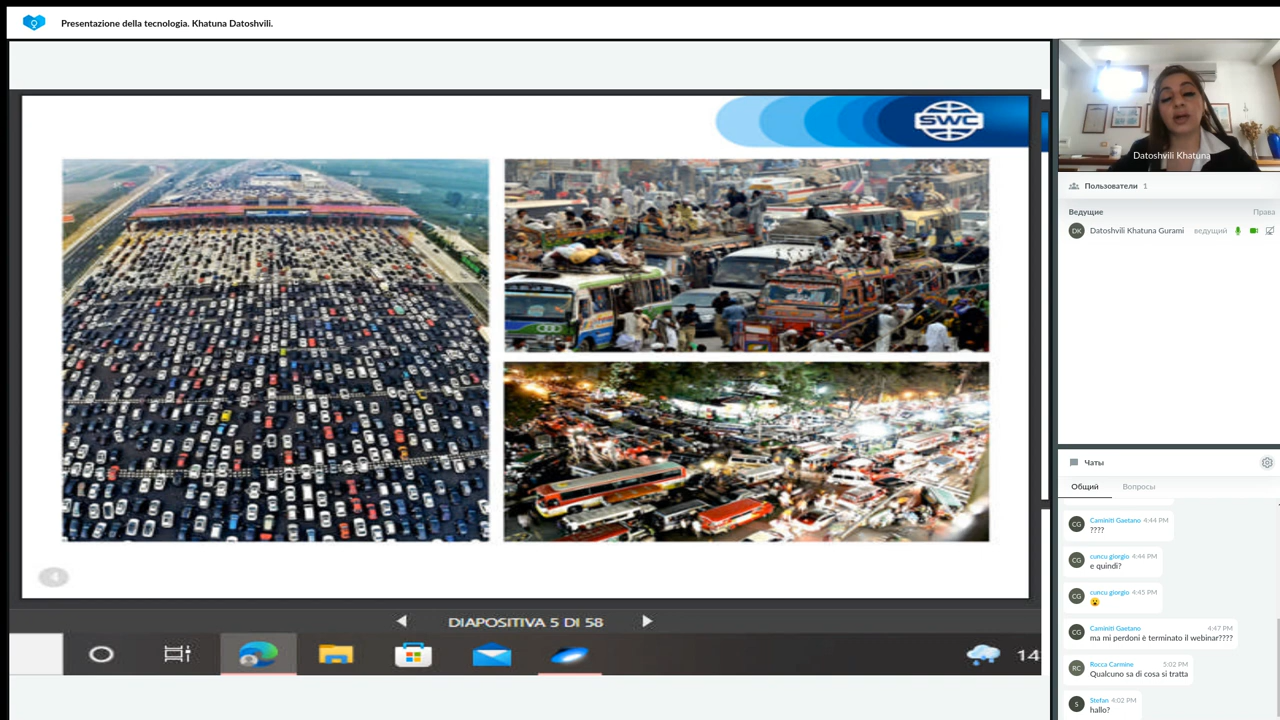 Presentazione della tecnologia. Khatuna Datoshvili.
SWC
DIAPOSITIVA 5 DI 58
Datoshvili Khatuna
Пользователи 1
Ведущие Права
DK Datoshvili Khatuna Gurami ведущий
Чаты
Общий Вопросы
CG Caminiti Gaetano 4:44 PM
????
CG cuncu giorgio 4:44 PM
e quindi?
CG cuncu giorgio 4:45 PM
😮
CG Caminiti Gaetano 4:47 PM
ma mi perdoni è terminato il webinar????
RC Rocca Carmine 5:02 PM
Qualcuno sa di cosa si tratta
S Stefan 4:02 PM
hallo?